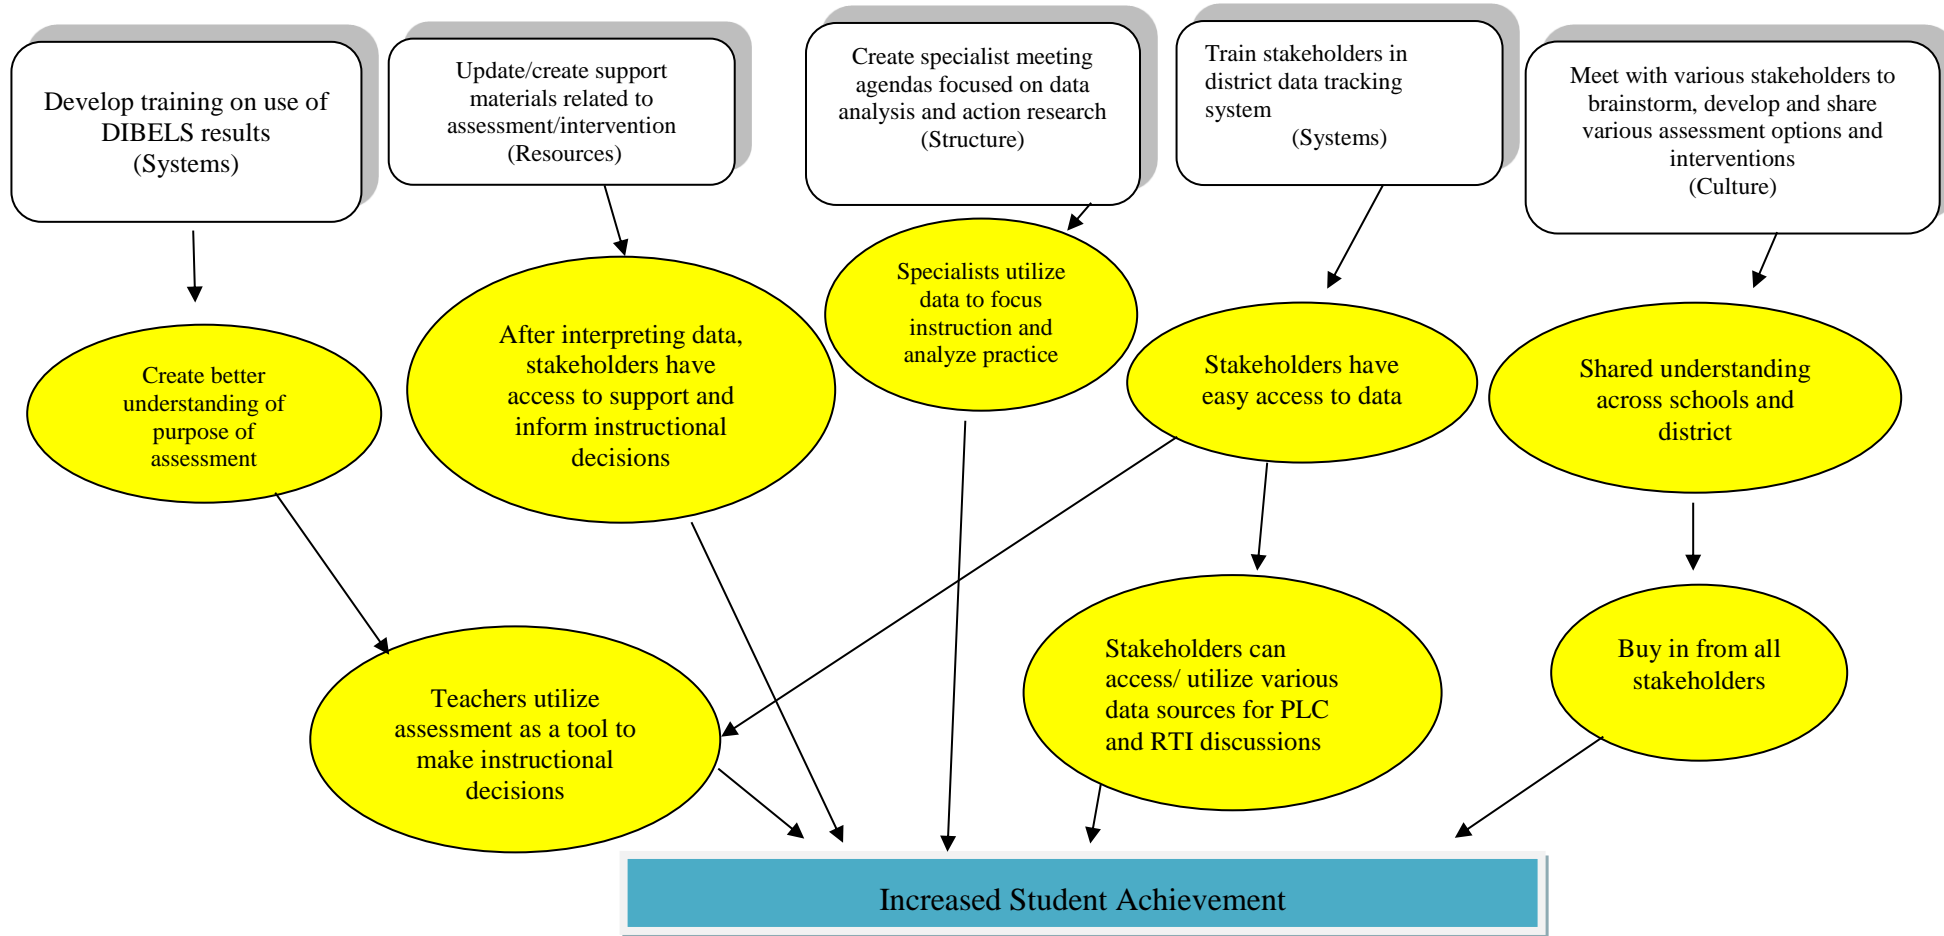 Develop training on use of
DIBELS results
(Systems)
Update/create support
materials related to
assessment/intervention
(Resources)
Create specialist meeting
agendas focused on data
analysis and action research
(Structure)
Train stakeholders in
district data tracking
system
(Systems)
Meet with various stakeholders to
brainstorm, develop and share
various assessment options and
interventions
(Culture)
Create better
understanding of
purpose of
assessment
After interpreting data,
stakeholders have
access to support and
inform instructional
decisions
Specialists utilize
data to focus
instruction and
analyze practice
Stakeholders have
easy access to data
Shared understanding
across schools and
district
Teachers utilize
assessment as a tool to
make instructional
decisions
Stakeholders can
access/ utilize various
data sources for PLC
and RTI discussions
Buy in from all
stakeholders
Increased Student Achievement